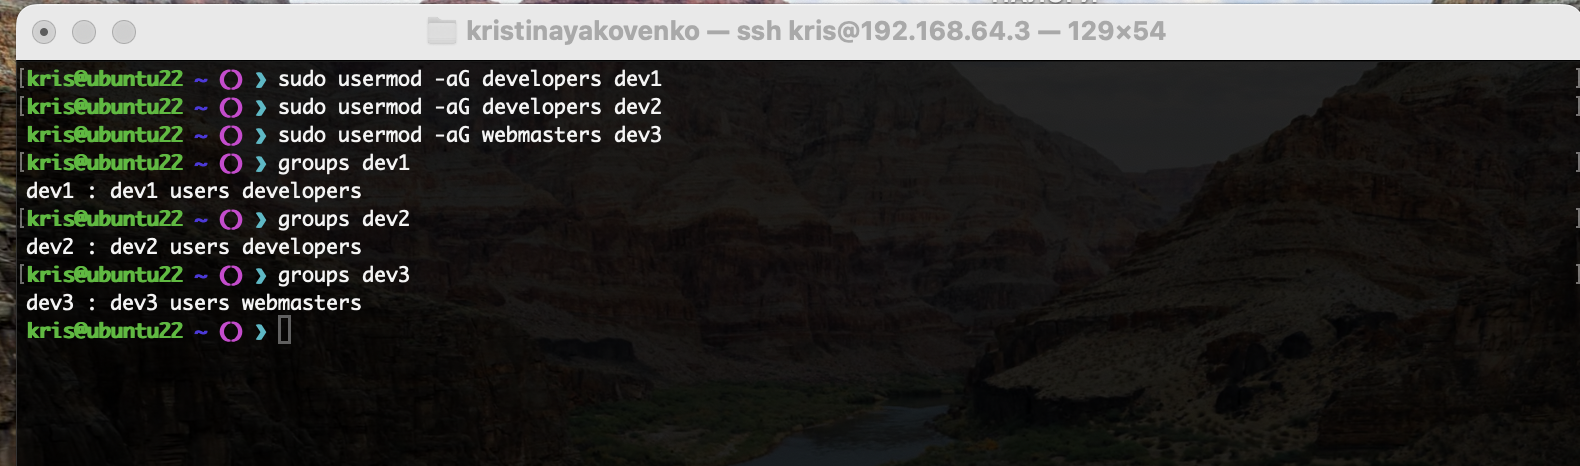 kristinayakovenko — ssh kris@192.168.64.3 — 129×54
kris@ubuntu22 ~ ❯ sudo usermod -aG developers dev1
kris@ubuntu22 ~ ❯ sudo usermod -aG developers dev2
kris@ubuntu22 ~ ❯ sudo usermod -aG webmasters dev3
kris@ubuntu22 ~ ❯ groups dev1
dev1 : dev1 users developers
kris@ubuntu22 ~ ❯ groups dev2
dev2 : dev2 users developers
kris@ubuntu22 ~ ❯ groups dev3
dev3 : dev3 users webmasters
kris@ubuntu22 ~ ❯